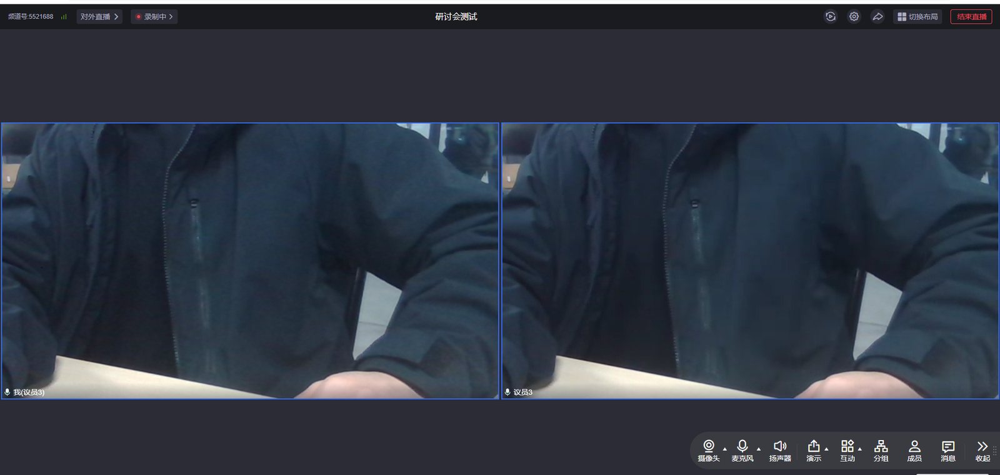 频道号:5521688
对外直播
录制中
研讨会测试
切换布局
结束直播
我(议员3)
议员3
摄像头
麦克风
扬声器
演示
互动
分组
成员
消息
收起